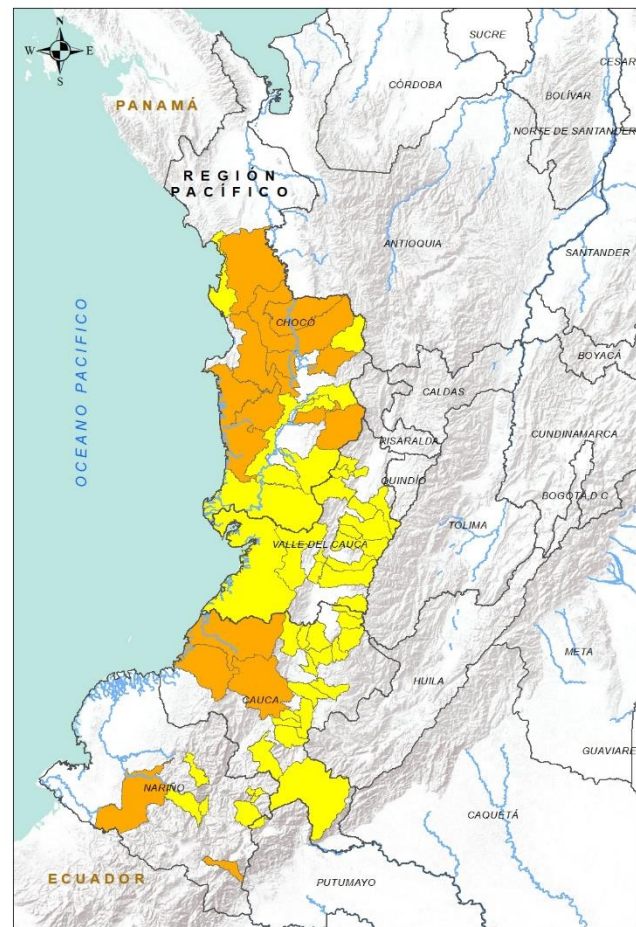 N
W E
S
SUCRE
CESAR
CÓRDOBA
BOLÍVAR
PANAMÁ
NORTE DE SANTANDER
REGIÓN
PACÍFICO
ANTIOQUIA
SANTANDER
OCEANO PACIFICO
CHOCÓ
BOYACÁ
CALDAS
RISARALDA
CUNDINAMARCA
QUINDÍO
BOGOTÁ, D.C
TOLIMA
VALLE DEL CAUCA
META
HUILA
CAUCA
GUAVIARE
NARIÑO
CAQUETÁ
ECUADOR
PUTUMAYO